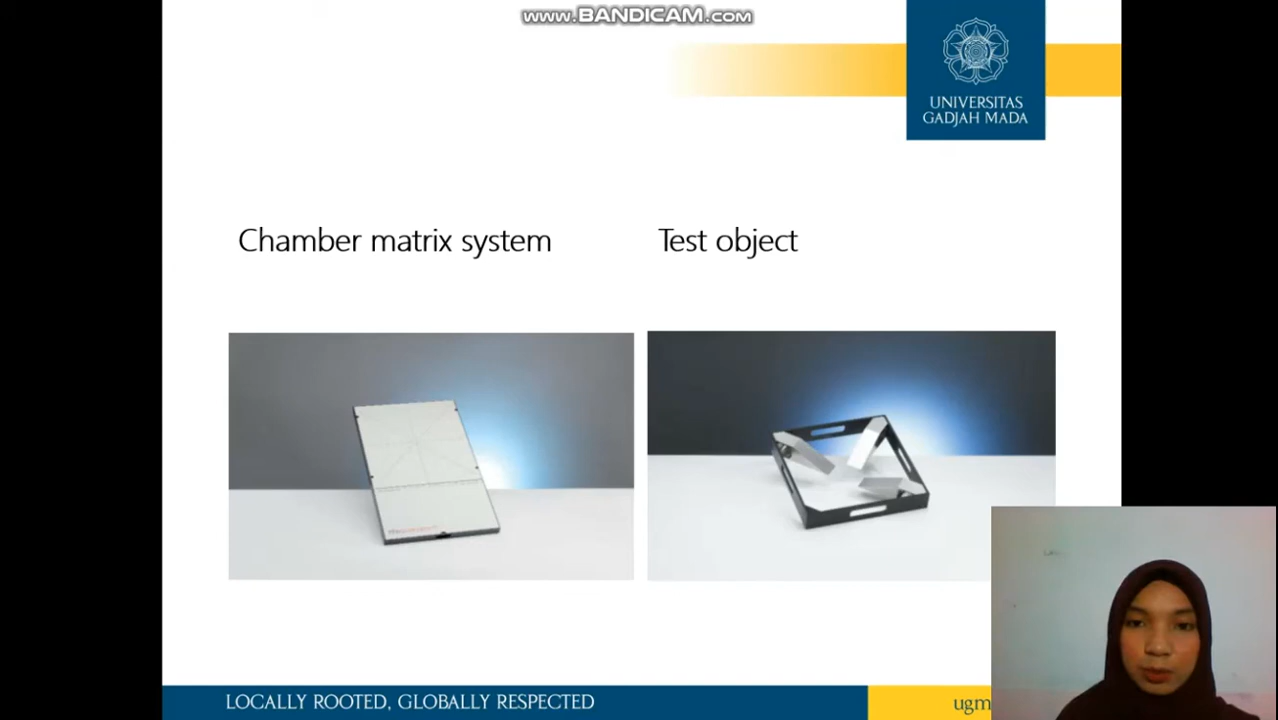 www.BANDICAM.com
UNIVERSITAS
GADJAH MADA
Chamber matrix system
Test object
LOCALLY ROOTED, GLOBALLY RESPECTED
ugm